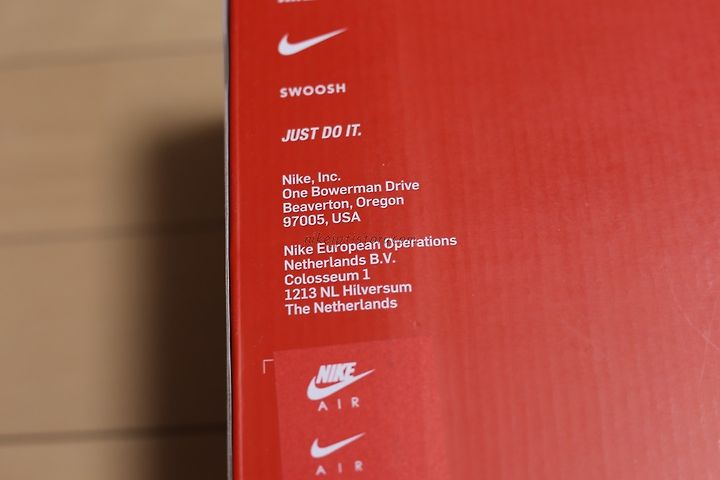 SWOOSH
JUST DO IT.
Nike, Inc.
One Bowerman Drive
Beaverton, Oregon
97005, USA
Nike European Operations
Netherlands B.V.
Colosseum 1
1213 NL Hilversum
The Netherlands
NIKE
AIR
AIR